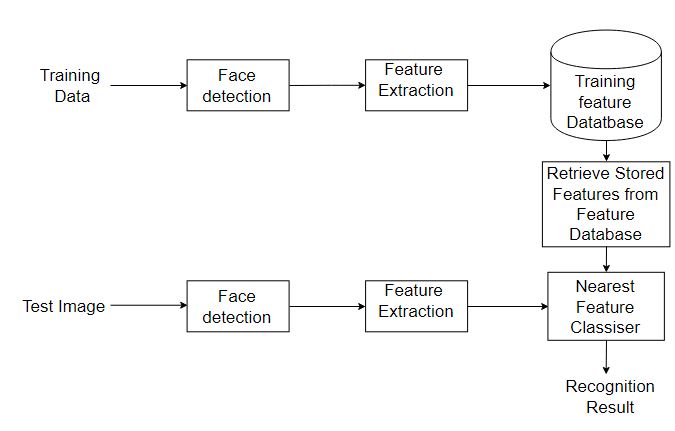 Training
Data
Face
detection
Feature
Extraction
Training
feature
Datatbase
Retrieve Stored
Features from
Feature
Database
Test Image
Face
detection
Feature
Extraction
Nearest
Feature
Classiser
Recognition
Result